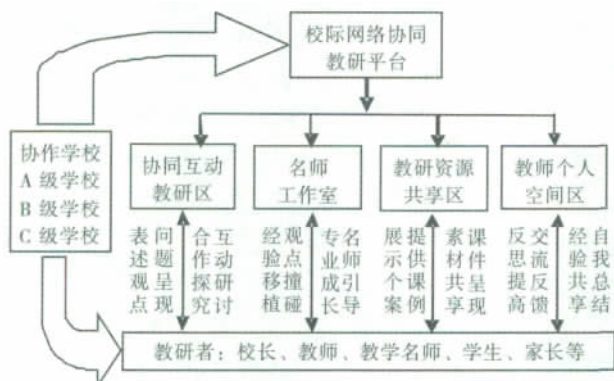 校际网络协同
教研平台
协作学校
A 级学校
B 级学校
C 级学校
协同互动
教研区
名师
工作室
教研资源
共享区
教师个人
空间区
问题呈现
表述观点
互动研讨
合作探究
观点撞碰
经验移植
名师引导
专业成长
提供课例
展示个案
课件呈现
素材共享
交流反馈
反思提高
自我总结
经验共享
教研者：校长、教师、教学名师、学生、家长等